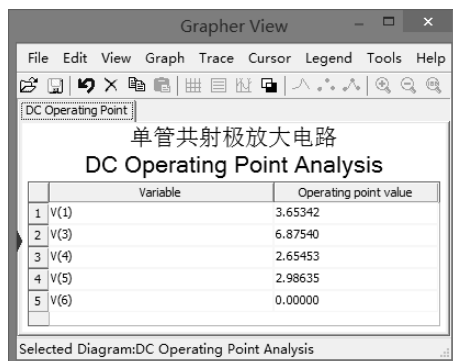 Grapher View
File Edit View Graph Trace Cursor Legend Tools Help
DC Operating Point
单管共射极放大电路
DC Operating Point Analysis
Variable Operating point value
1 V(1) 3.65342
2 V(3) 6.87540
3 V(4) 2.65453
4 V(5) 2.98635
5 V(6) 0.00000
Selected Diagram:DC Operating Point Analysis